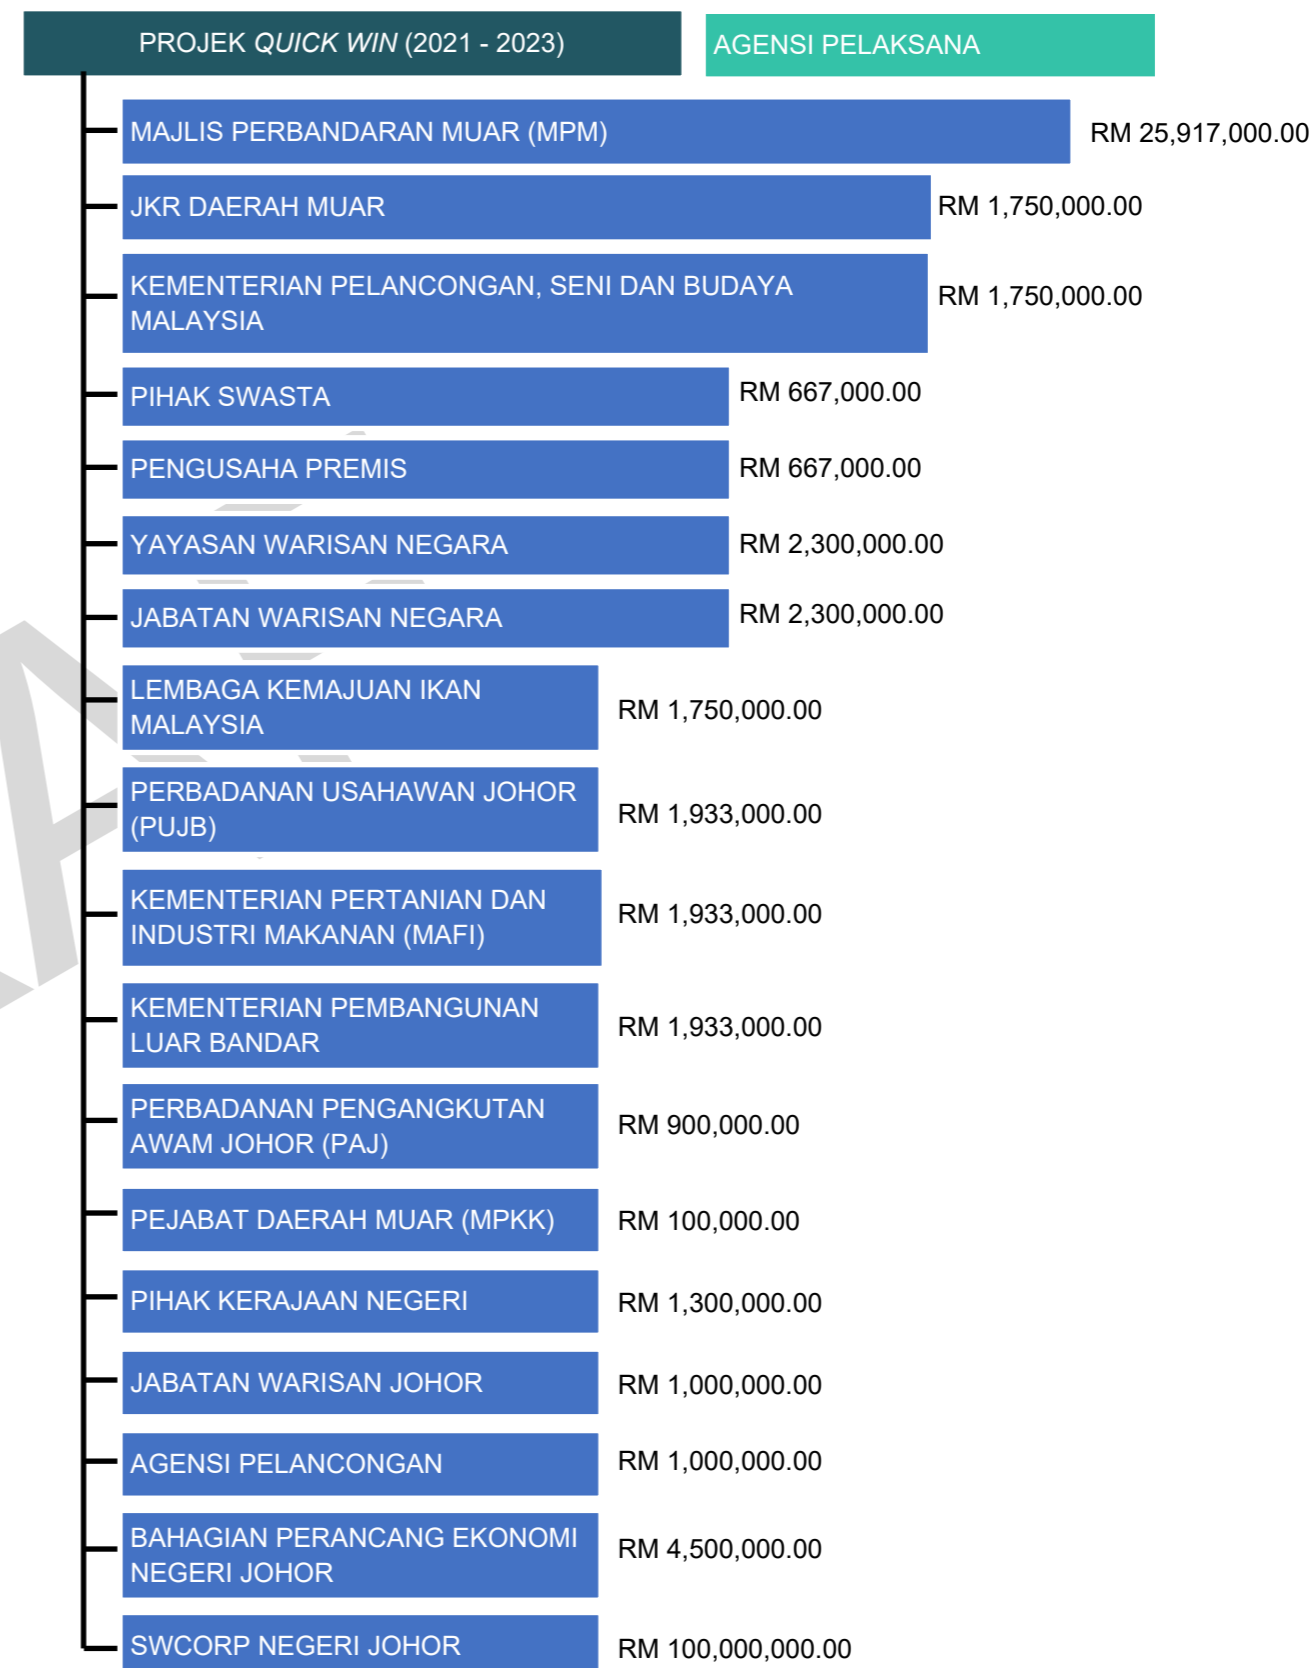 PROJEK QUICK WIN (2021 - 2023)
AGENSI PELAKSANA
MAJLIS PERBANDARAN MUAR (MPM)
RM 25,917,000.00
JKR DAERAH MUAR
RM 1,750,000.00
KEMENTERIAN PELANCONGAN, SENI DAN BUDAYA
MALAYSIA
RM 1,750,000.00
PIHAK SWASTA
RM 667,000.00
PENGUSAHA PREMIS
RM 667,000.00
YAYASAN WARISAN NEGARA
RM 2,300,000.00
JABATAN WARISAN NEGARA
RM 2,300,000.00
LEMBAGA KEMAJUAN IKAN
MALAYSIA
RM 1,750,000.00
PERBADANAN USAHAWAN JOHOR
(PUJB)
RM 1,933,000.00
KEMENTERIAN PERTANIAN DAN
INDUSTRI MAKANAN (MAFI)
RM 1,933,000.00
KEMENTERIAN PEMBANGUNAN
LUAR BANDAR
RM 1,933,000.00
PERBADANAN PENGANGKUTAN
AWAM JOHOR (PAJ)
RM 900,000.00
PEJABAT DAERAH MUAR (MPKK)
RM 100,000.00
PIHAK KERAJAAN NEGERI
RM 1,300,000.00
JABATAN WARISAN JOHOR
RM 1,000,000.00
AGENSI PELANCONGAN
RM 1,000,000.00
BAHAGIAN PERANCANG EKONOMI
NEGERI JOHOR
RM 4,500,000.00
SWCORP NEGERI JOHOR
RM 100,000,000.00